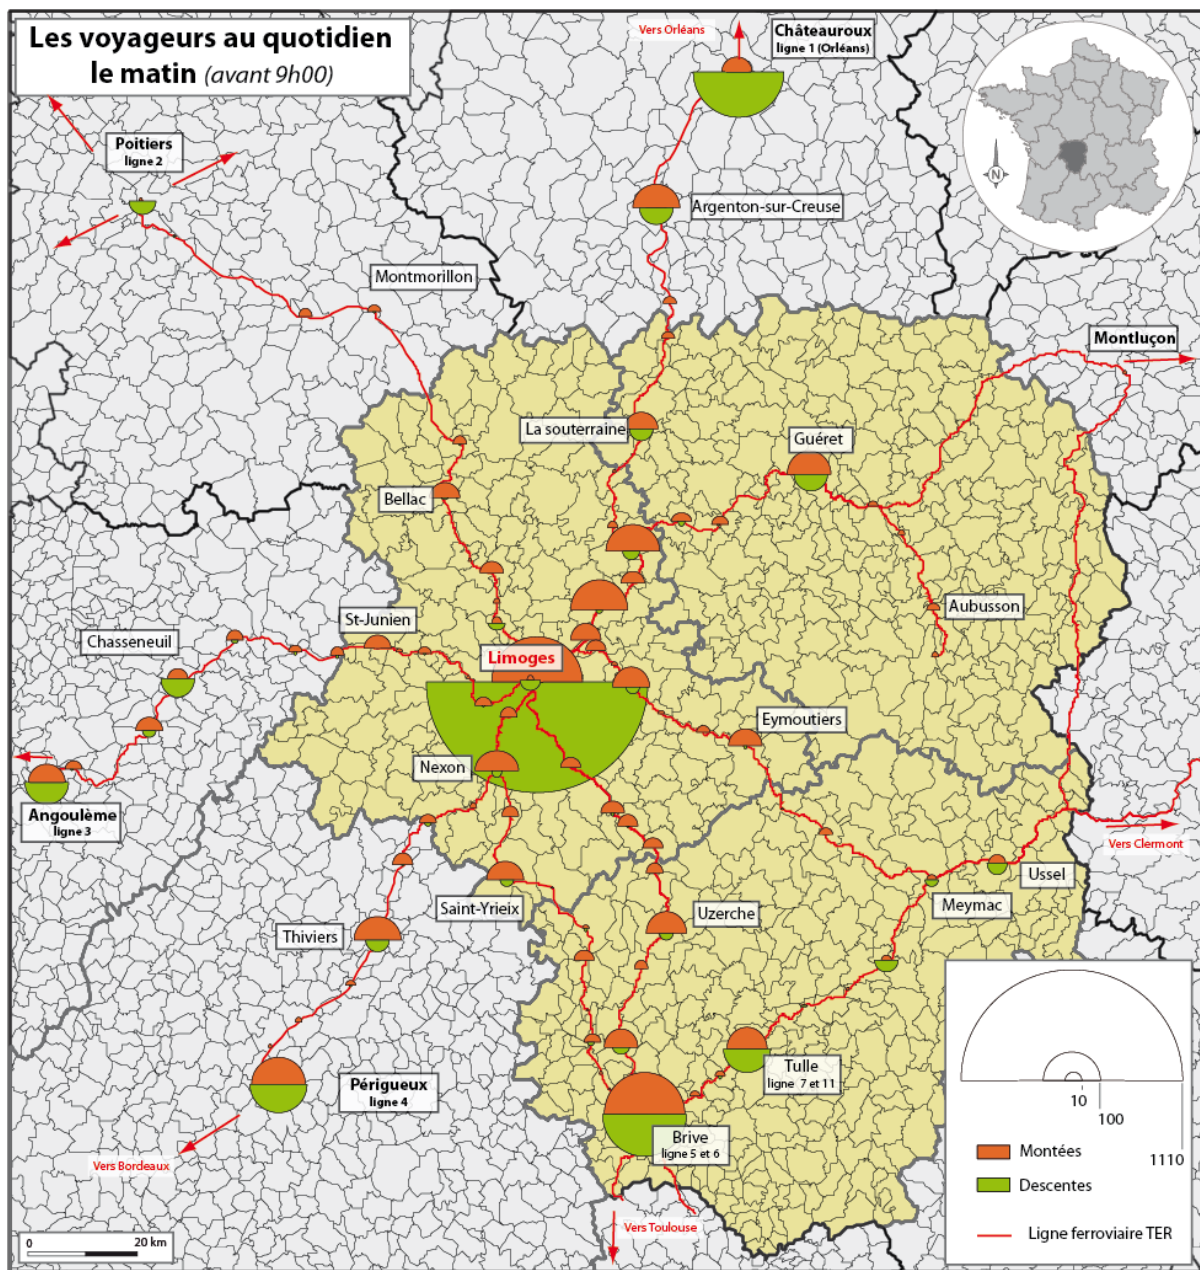 Les voyageurs au quotidien
le matin (avant 9h00)
Vers Orléans
Châteauroux
ligne 1 (Orléans)
Poitiers
ligne 2
N
Argenton-sur-Creuse
Montmorillon
Montluçon
La souterraine
Guéret
Bellac
Aubusson
St-Junien
Chasseneuil
Limoges
Eymoutiers
Nexon
Angoulème
ligne 3
Vers Clermont
Ussel
Meymac
Saint-Yrieix
Uzerche
Thiviers
Tulle
ligne 7 et 11
Périgueux
ligne 4
Brive
ligne 5 et 6
Vers Bordeaux
Vers Toulouse
10
100
1110
Montées
Descentes
Ligne ferroviaire TER
0 20 km